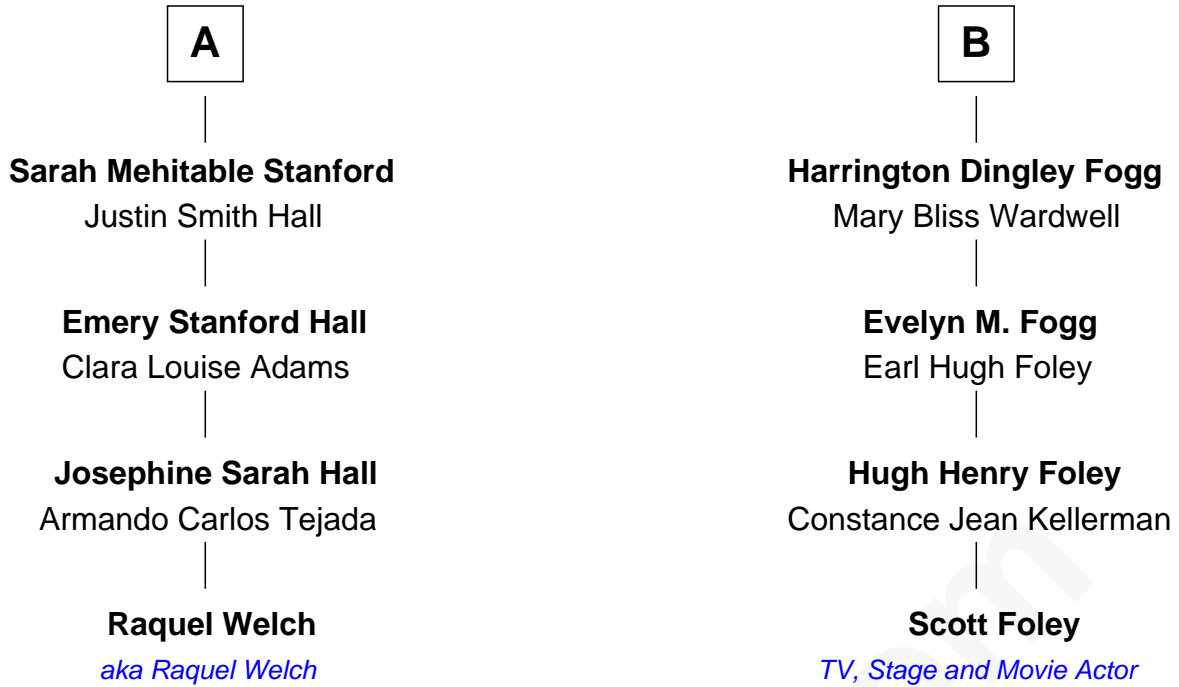 A
B
Sarah Mehitable Stanford
Justin Smith Hall
Harrington Dingley Fogg
Mary Bliss Wardwell
Emery Stanford Hall
Clara Louise Adams
Evelyn M. Fogg
Earl Hugh Foley
Josephine Sarah Hall
Armando Carlos Tejada
Hugh Henry Foley
Constance Jean Kellerman
Raquel Welch
aka Raquel Welch
Scott Foley
TV, Stage and Movie Actor